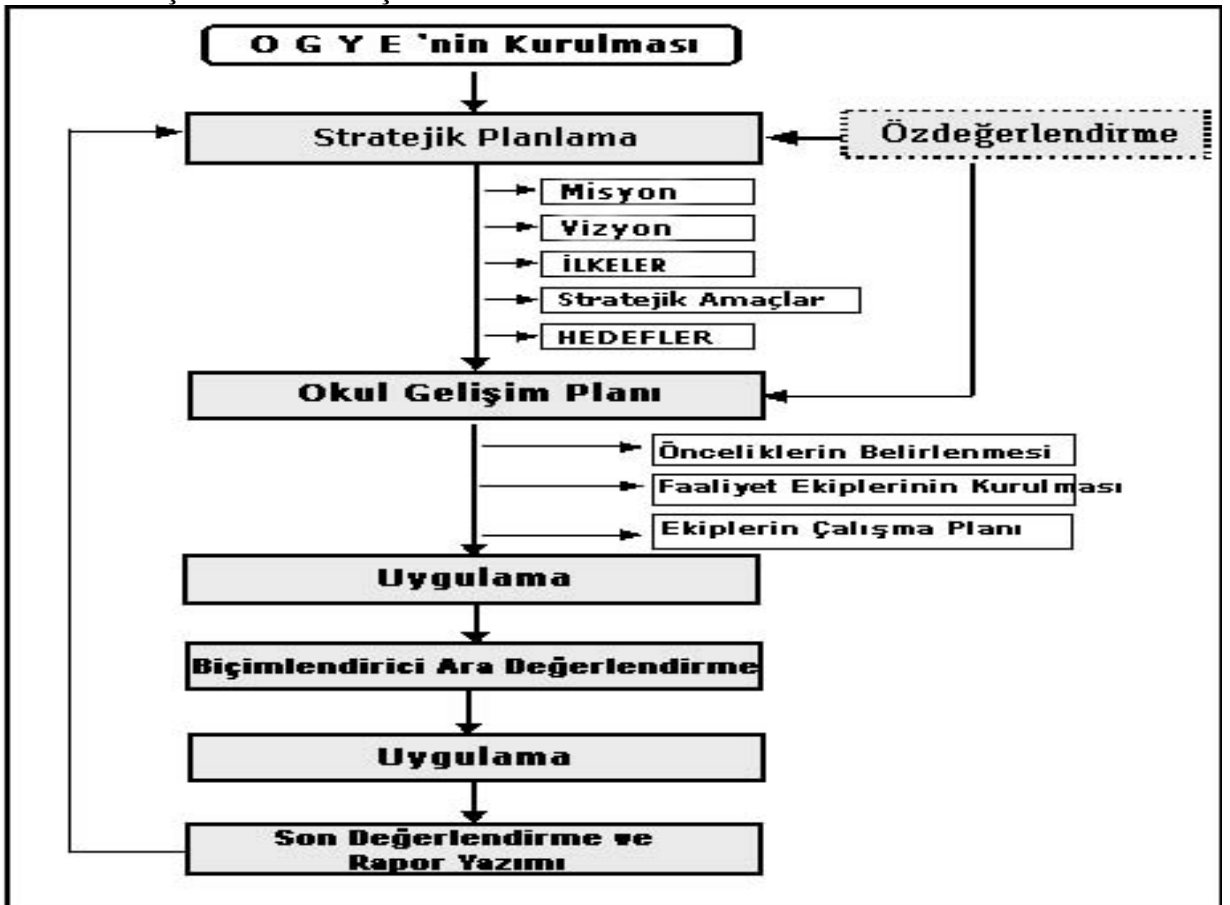 O G Y E 'nin Kurulması
Stratejik Planlama
Özdeğerlendirme
Misyon
Vizyon
İLKELER
Stratejik Amaçlar
HEDEFLER
Okul Gelişim Planı
Önceliklerin Belirlenmesi
Faaliyet Ekiplerinin Kurulması
Ekiplerin Çalışma Planı
Uygulama
Biçimlendirici Ara Değerlendirme
Uygulama
Son Değerlendirme ve
Rapor Yazımı